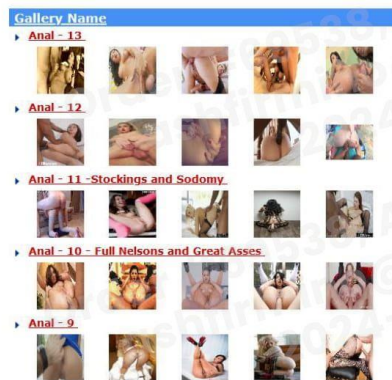 Gallery Name
Anal - 13
Anal - 12
Anal - 11 -Stockings and Sodomy
Anal - 10 - Full Nelsons and Great Asses
Anal - 9